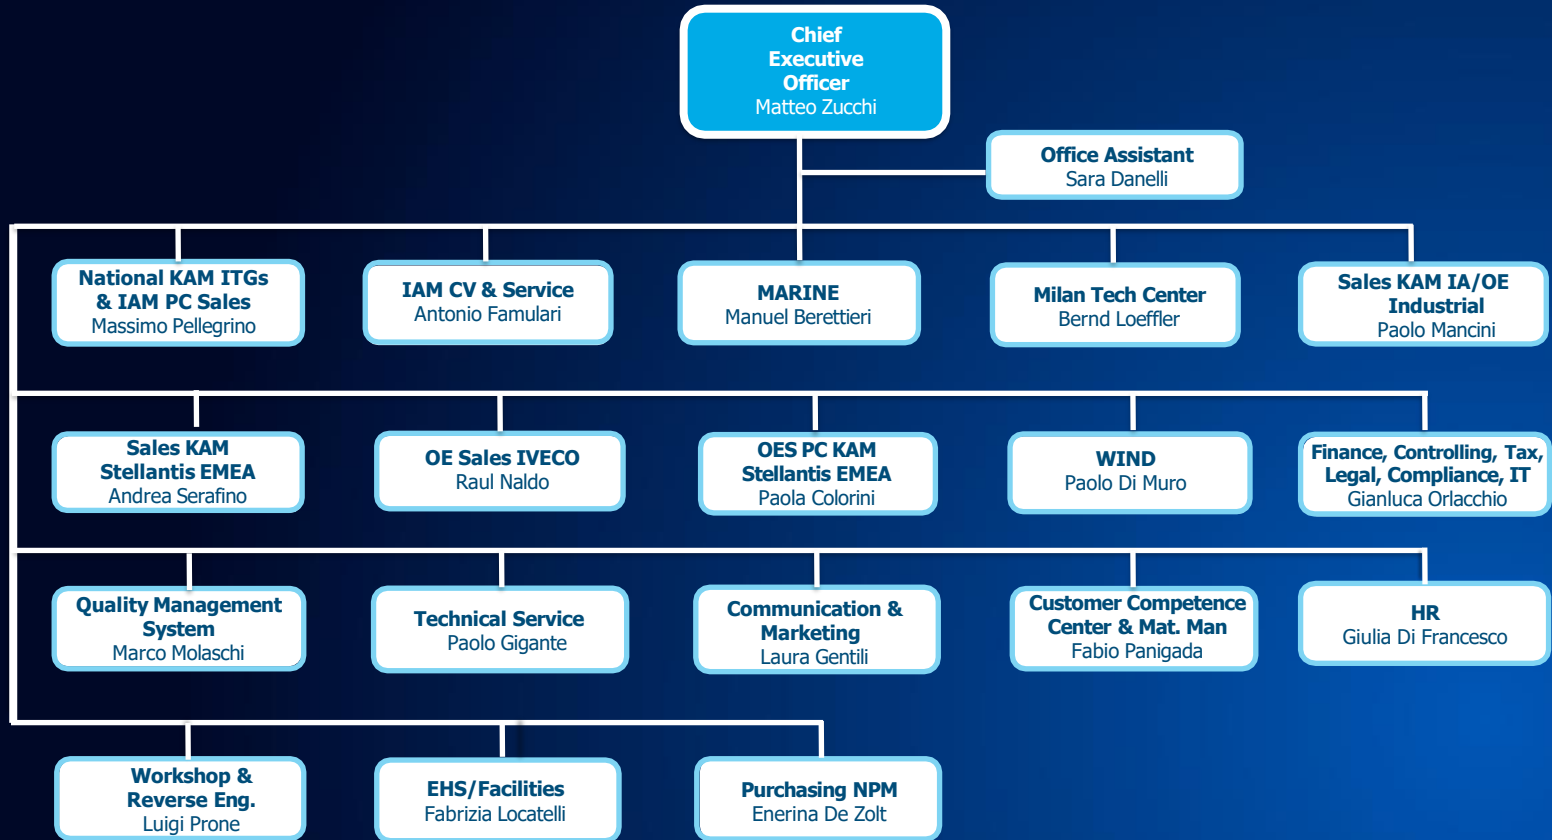 Chief
Executive
Officer
Matteo Zucchi
Office Assistant
Sara Danelli
National KAM ITGs
& IAM PC Sales
Massimo Pellegrino
IAM CV & Service
Antonio Famulari
MARINE
Manuel Berettieri
Milan Tech Center
Bernd Loeffler
Sales KAM IA/OE
Industrial
Paolo Mancini
Sales KAM
Stellantis EMEA
Andrea Serafino
OE Sales IVECO
Raul Naldo
OES PC KAM
Stellantis EMEA
Paola Colorini
WIND
Paolo Di Muro
Finance, Controlling, Tax,
Legal, Compliance, IT
Gianluca Orlacchio
Quality Management
System
Marco Molaschi
Technical Service
Paolo Gigante
Communication &
Marketing
Laura Gentili
Customer Competence
Center & Mat. Man
Fabio Panigada
HR
Giulia Di Francesco
Workshop &
Reverse Eng.
Luigi Prone
EHS/Facilities
Fabrizia Locatelli
Purchasing NPM
Enerina De Zolt